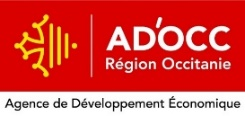 AD'OCC
Région Occitanie
Agence de Développement Économique